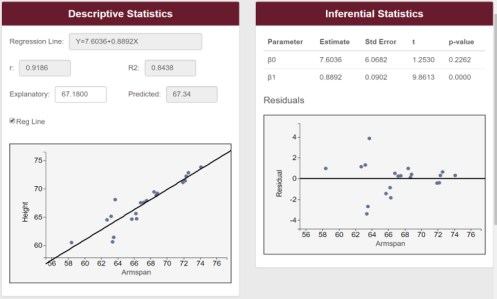 Descriptive Statistics
Regression Line: Y=7.6036+0.8892X
r: 0.9186 R2: 0.8438
Explanatory: 67.1800 Predicted: 67.34
Reg Line
Height
75
70
65
60
56 58 60 62 64 66 68 70 72 74 76
Armspan
Inferential Statistics
Parameter Estimate Std Error t p-value
β0 7.6036 6.0682 1.2530 0.2262
β1 0.8892 0.0902 9.8613 0.0000
Residuals
Residual
4
2
0
-2
-4
56 58 60 62 64 66 68 70 72 74 76
Armspan